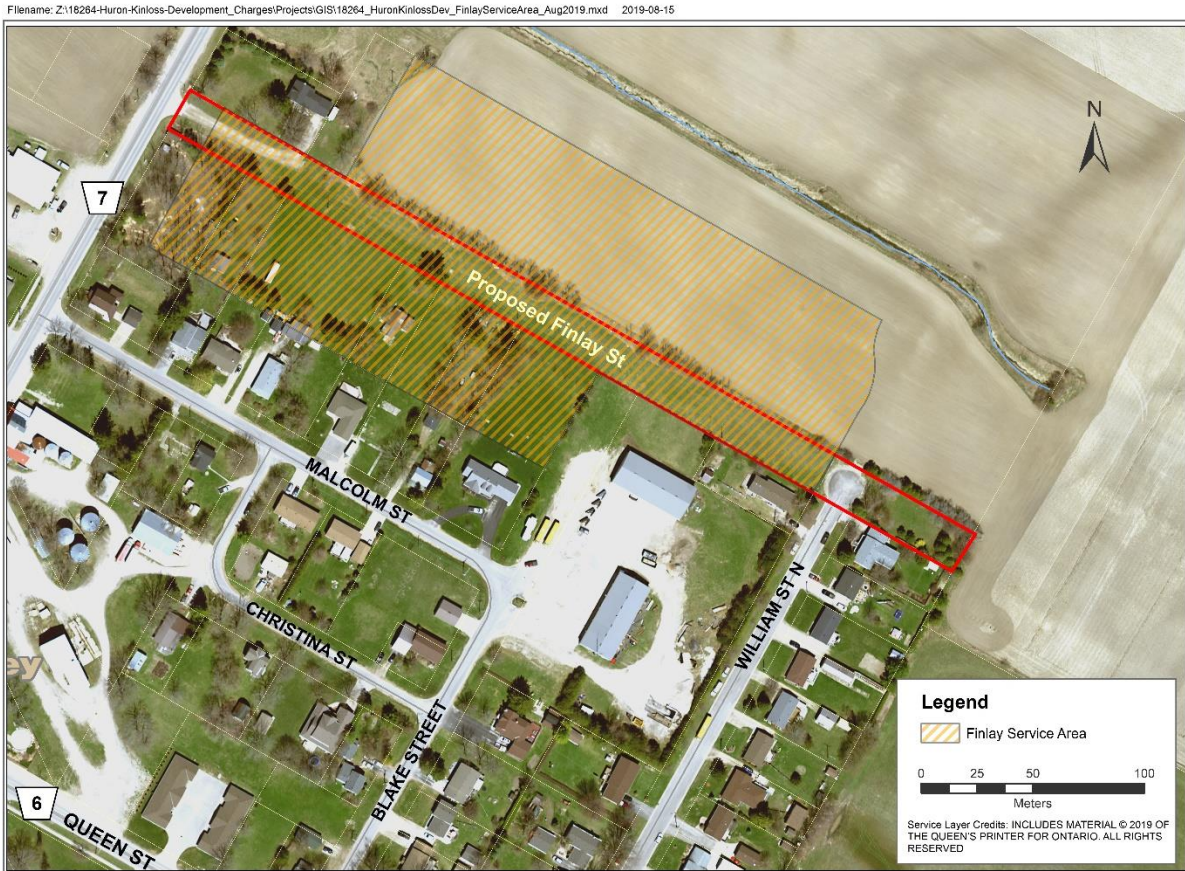 Filename: Z:\18264-Huron-Kinloss-Development_Charges\Projects\GIS\18264_HuronKinlossDev_FinlayServiceArea_Aug2019.mxd 2019-08-15
N
7
Proposed Finlay St
MALCOLM ST
CHRISTINA ST
WILLIAM ST N
BLAKE STREET
ey
6
QUEEN ST
Legend
Finlay Service Area
0 25 50 100
Meters
Service Layer Credits: INCLUDES MATERIAL © 2019 OF
THE QUEEN'S PRINTER FOR ONTARIO. ALL RIGHTS
RESERVED